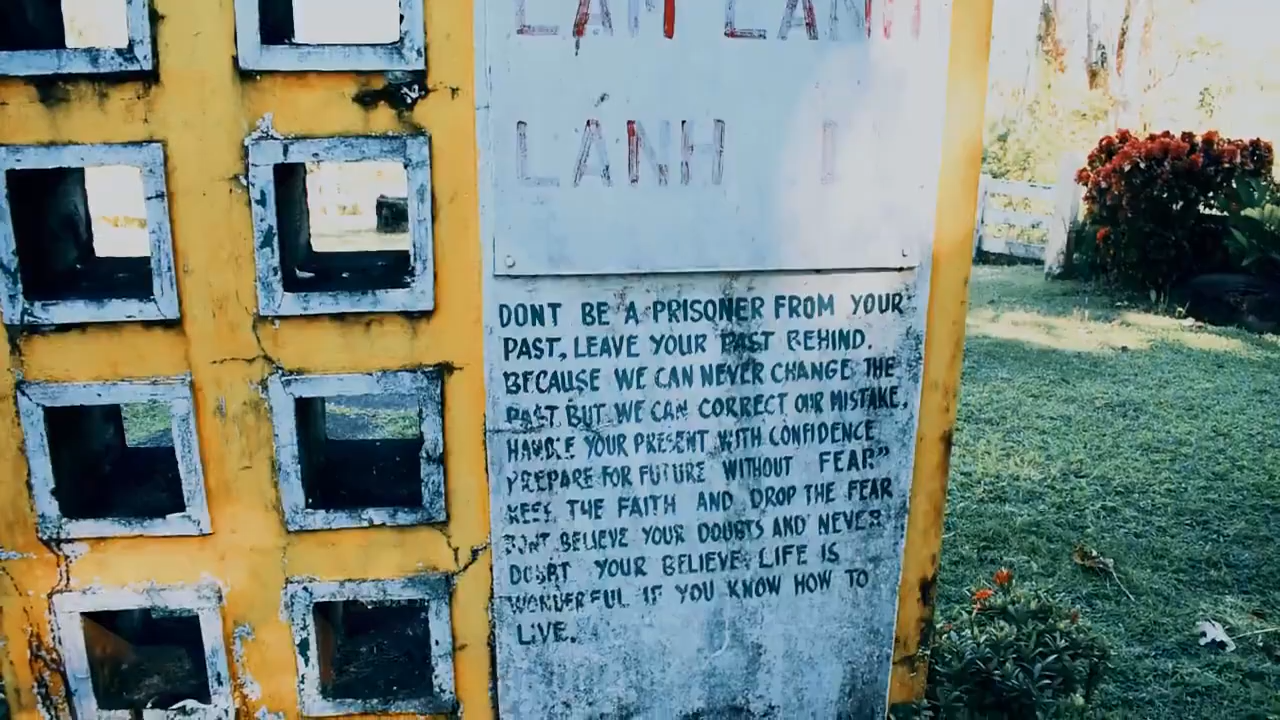 LÀM LÀNH
LÁNH
DONT BE A PRISONER FROM YOUR
PAST, LEAVE YOUR PAST BEHIND.
BECAUSE WE CAN NEVER CHANGE THE
PAST BUT WE CAN CORRECT OUR MISTAKE.
HANDLE YOUR PRESENT WITH CONFIDENCE
PREPARE FOR FUTURE WITHOUT FEAR"
KEEP THE FAITH AND DROP THE FEAR
DONT BELIEVE YOUR DOUBTS AND NEVER
DOUBT YOUR BELIEVE, LIFE IS
WONDERFUL IF YOU KNOW HOW TO
LIVE.